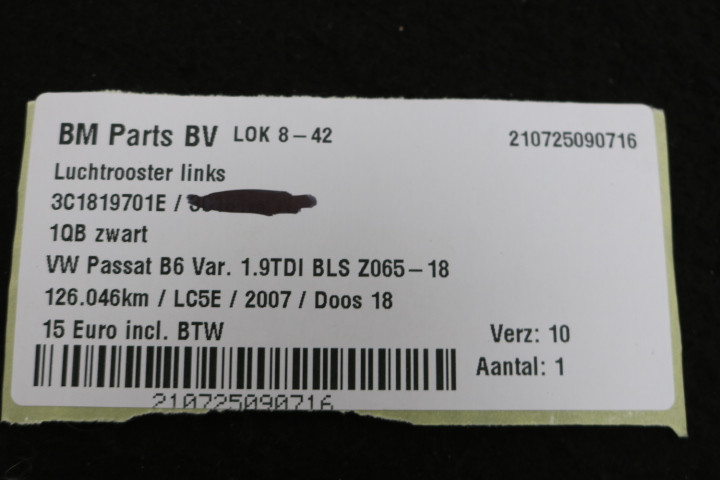 BM Parts BV LOK 8-42 210725090716
Luchtrooster links
3C1819701E /
1QB zwart
VW Passat B6 Var. 1.9TDI BLS Z065-18
126.046km / LC5E / 2007 / Doos 18
15 Euro incl. BTW Verz: 10
Aantal: 1
210725090716